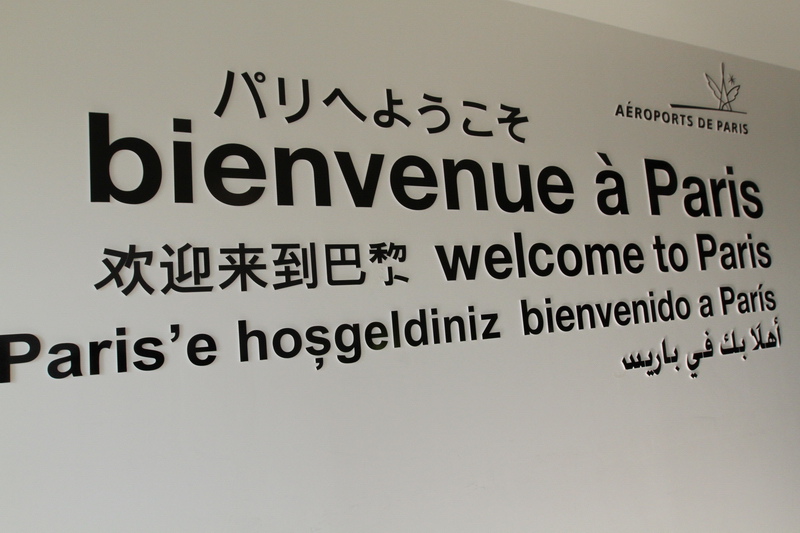 パリへようこそ
AÉROPORTS DE PARIS
bienvenue à Paris
欢迎来到巴黎
welcome to Paris
Paris'e hoşgeldiniz
bienvenido a París
أهلًا بك في باريس